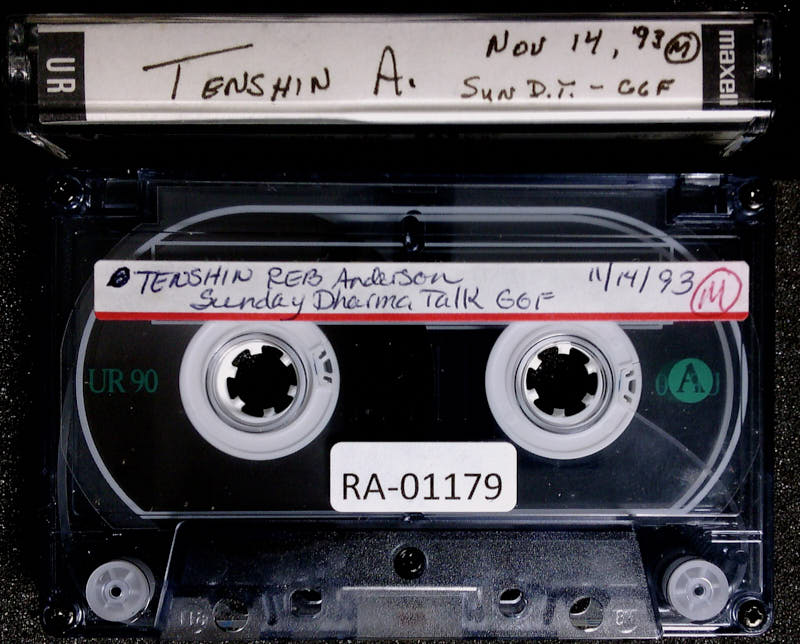 UR
TENSHIN A.
NOV 14, '93 M
SUN D.T. - GGF
maxell
TENSHIN REB Anderson 11/14/93 M
Sunday Dharma Talk GGF
UR 90
A
RA-01179